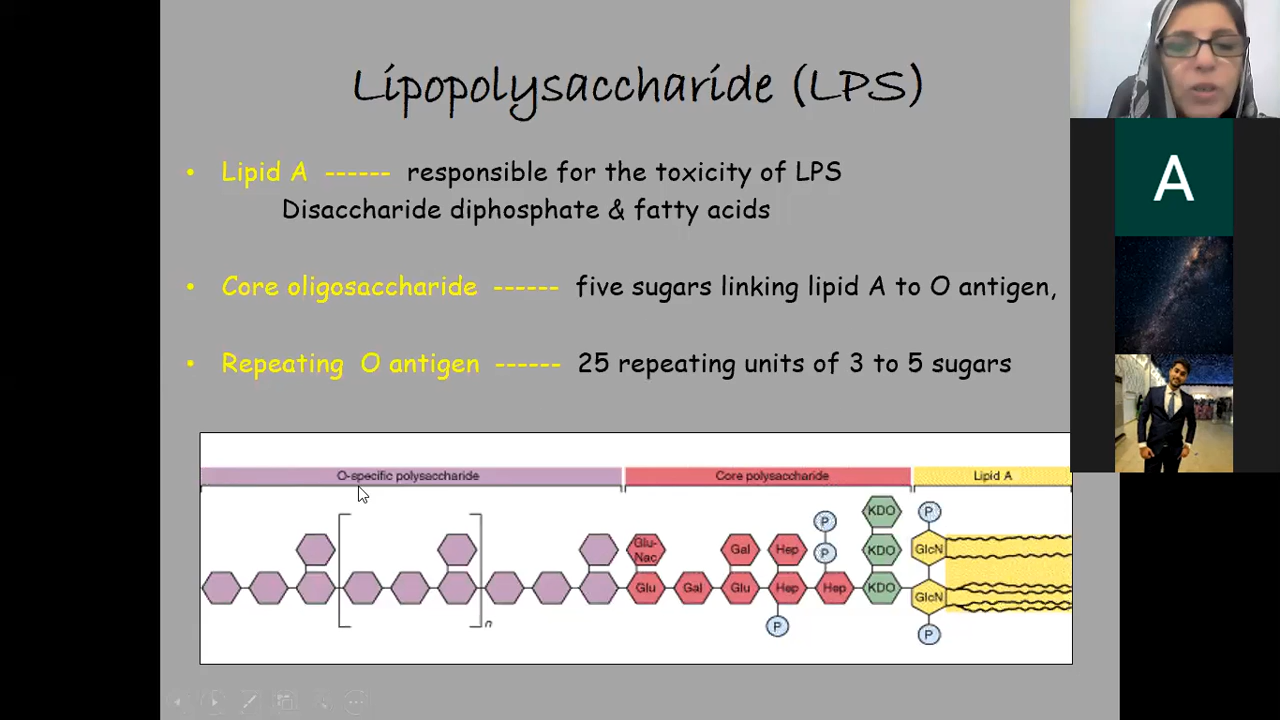 Lipopolysaccharide (LPS)
• Lipid A ------ responsible for the toxicity of LPS
Disaccharide diphosphate & fatty acids
• Core oligosaccharide ------ five sugars linking lipid A to O antigen,
• Repeating O antigen ------ 25 repeating units of 3 to 5 sugars
A
O-specific polysaccharide Core polysaccharide Lipid A
P KDO P
Glu-
Nac Gal Hep P KDO GlcN
Glu Gal Glu Hep Hep KDO GlcN
n P P